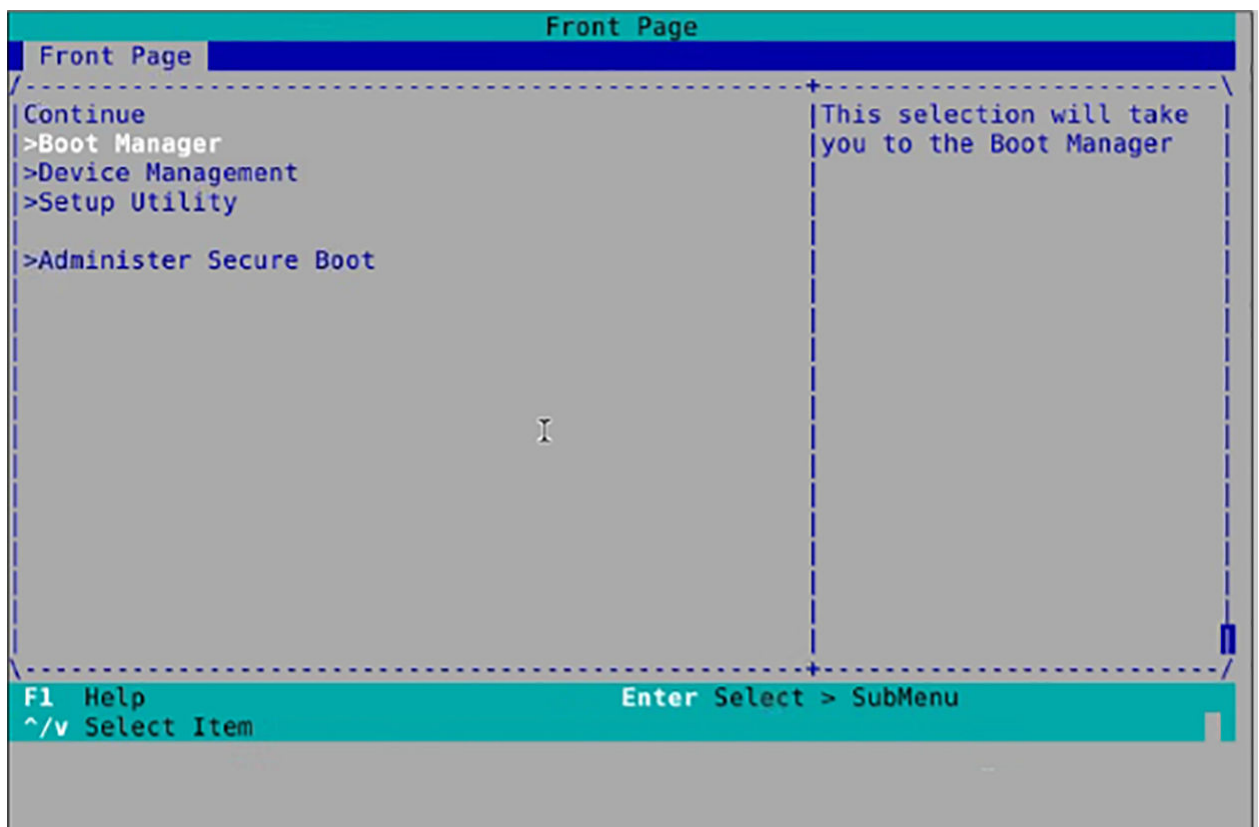 Front Page
Front Page
Continue
>Boot Manager
>Device Management
>Setup Utility
>Administer Secure Boot
This selection will take
you to the Boot Manager
F1 Help
Enter Select > SubMenu
^/v Select Item